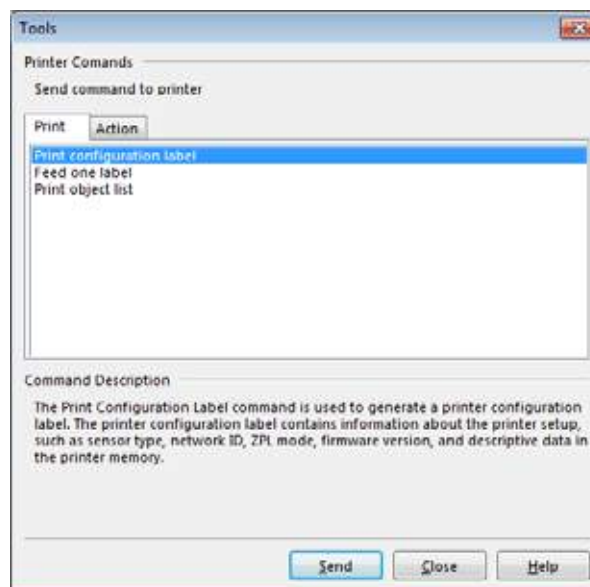 Tools
Printer Comands
Send command to printer
Print
Action
Print configuration label
Feed one label
Print object list
Command Description
The Print Configuration Label command is used to generate a printer configuration
label. The printer configuration label contains information about the printer setup,
such as sensor type, network ID, ZPL mode, firmware version, and descriptive data in
the printer memory.
Send
Close
Help